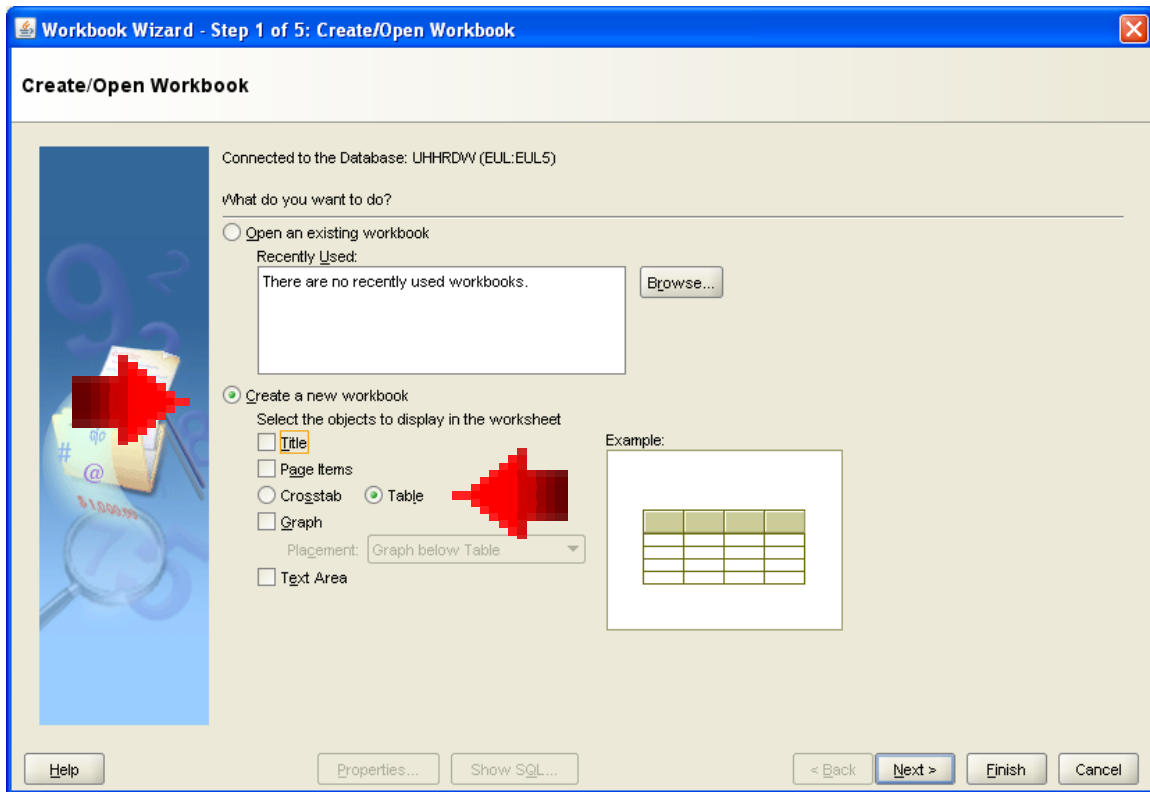 Workbook Wizard - Step 1 of 5: Create/Open Workbook
Create/Open Workbook
Connected to the Database: UHHRDW (EUL:EUL5)
What do you want to do?
Open an existing workbook
Recently Used:
There are no recently used workbooks.
Browse...
Create a new workbook
Select the objects to display in the worksheet
Title
Example:
Page Items
Crosstab Table
Graph
Placement: Graph below Table
Text Area
# @
$1,000.00
Help Properties... Show SQL... < Back Next > Finish Cancel